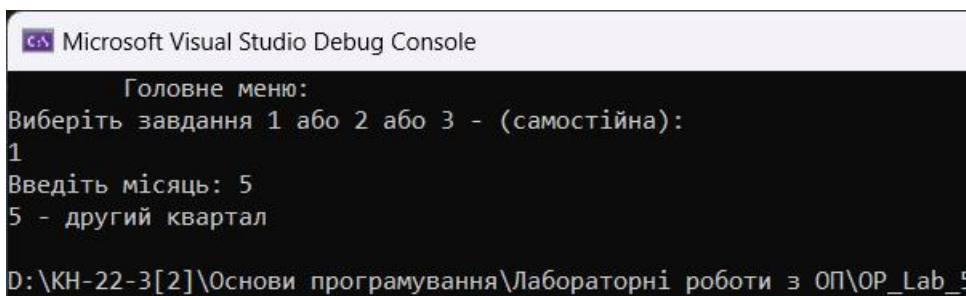 Microsoft Visual Studio Debug Console
Головне меню:
Виберіть завдання 1 або 2 або 3 - (самостійна):
1
Введіть місяць: 5
5 - другий квартал
D:\КН-22-3[2]\Основи програмування\Лабораторні роботи з ОП\OP_Lab_5